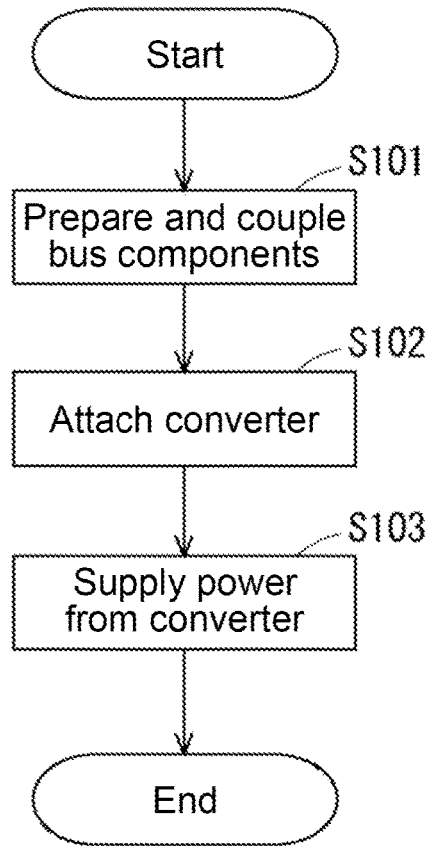 Start
S101
Prepare and couple
bus components
S102
Attach converter
S103
Supply power
from converter
End